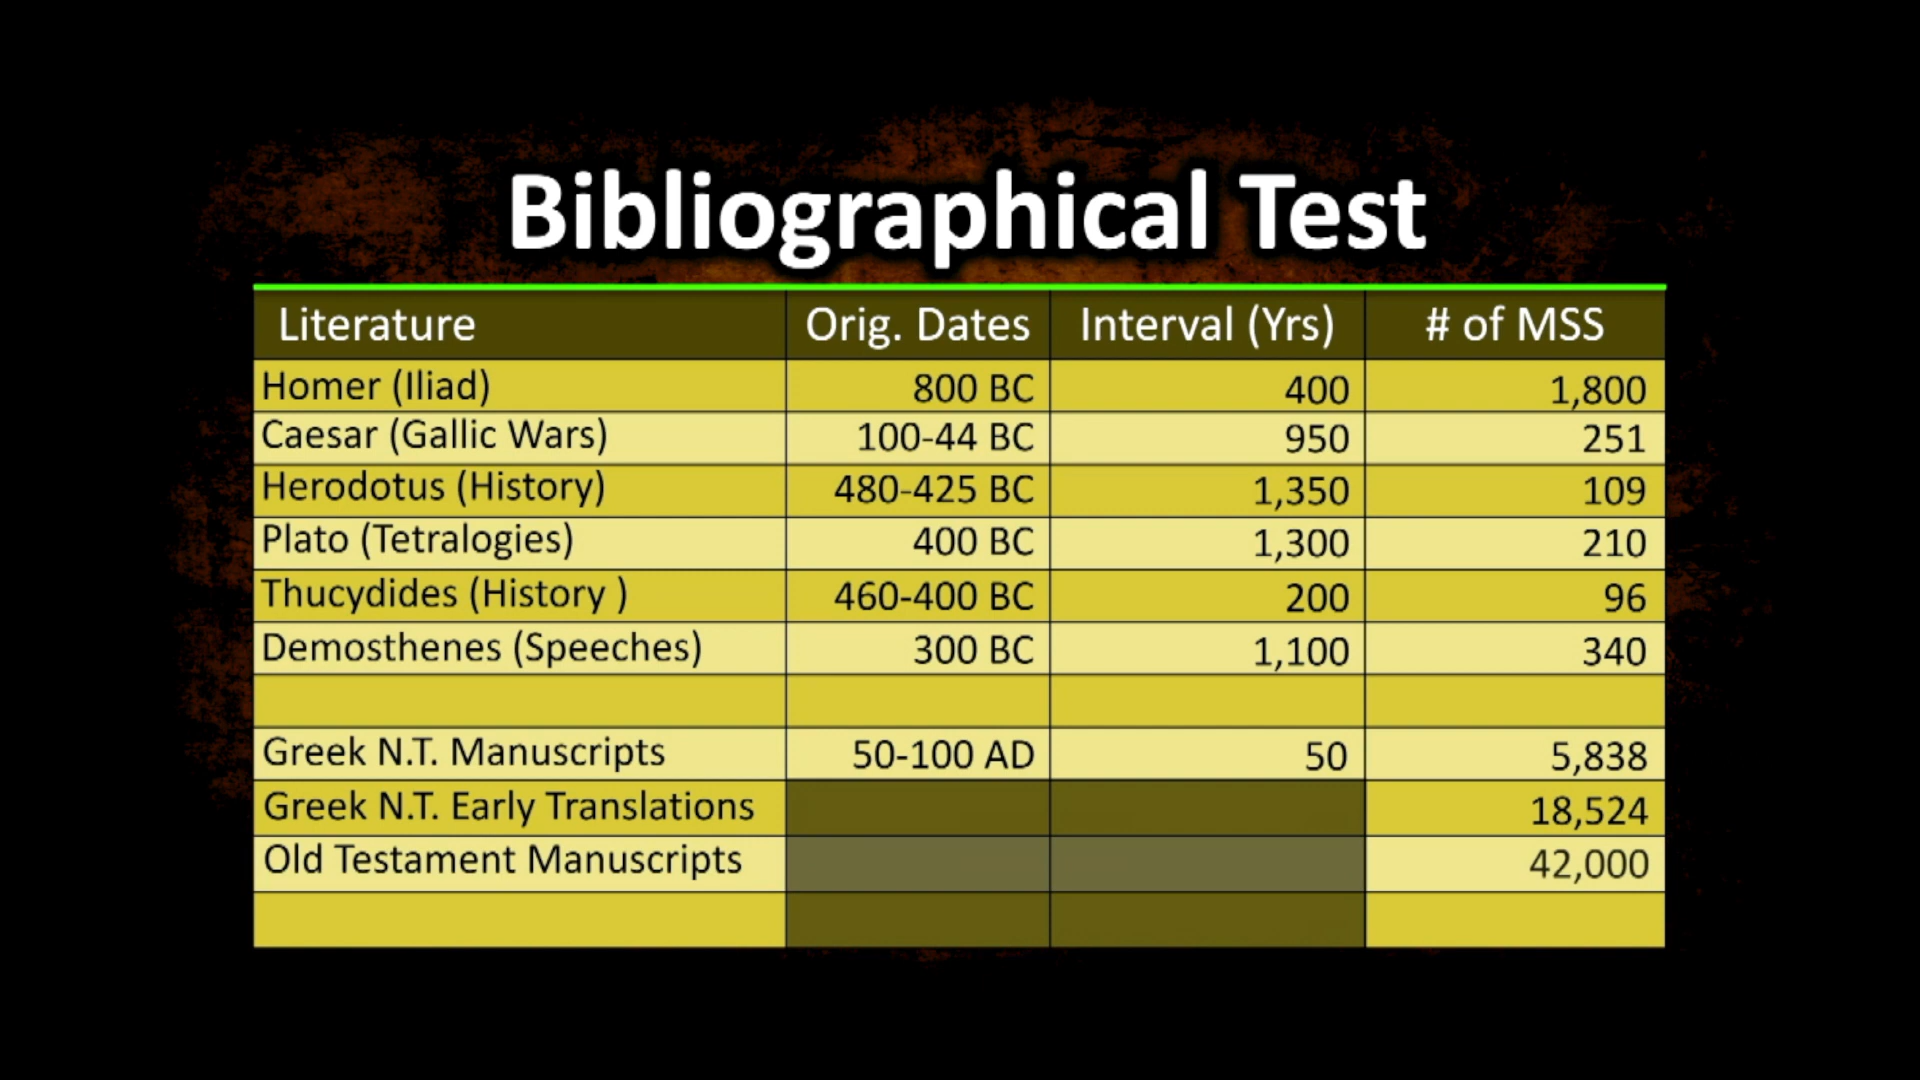 Bibliographical Test
Literature Orig. Dates Interval (Yrs) # of MSS
Homer (Iliad) 800 BC 400 1,800
Caesar (Gallic Wars) 100-44 BC 950 251
Herodotus (History) 480-425 BC 1,350 109
Plato (Tetralogies) 400 BC 1,300 210
Thucydides (History ) 460-400 BC 200 96
Demosthenes (Speeches) 300 BC 1,100 340
Greek N.T. Manuscripts 50-100 AD 50 5,838
Greek N.T. Early Translations 18,524
Old Testament Manuscripts 42,000